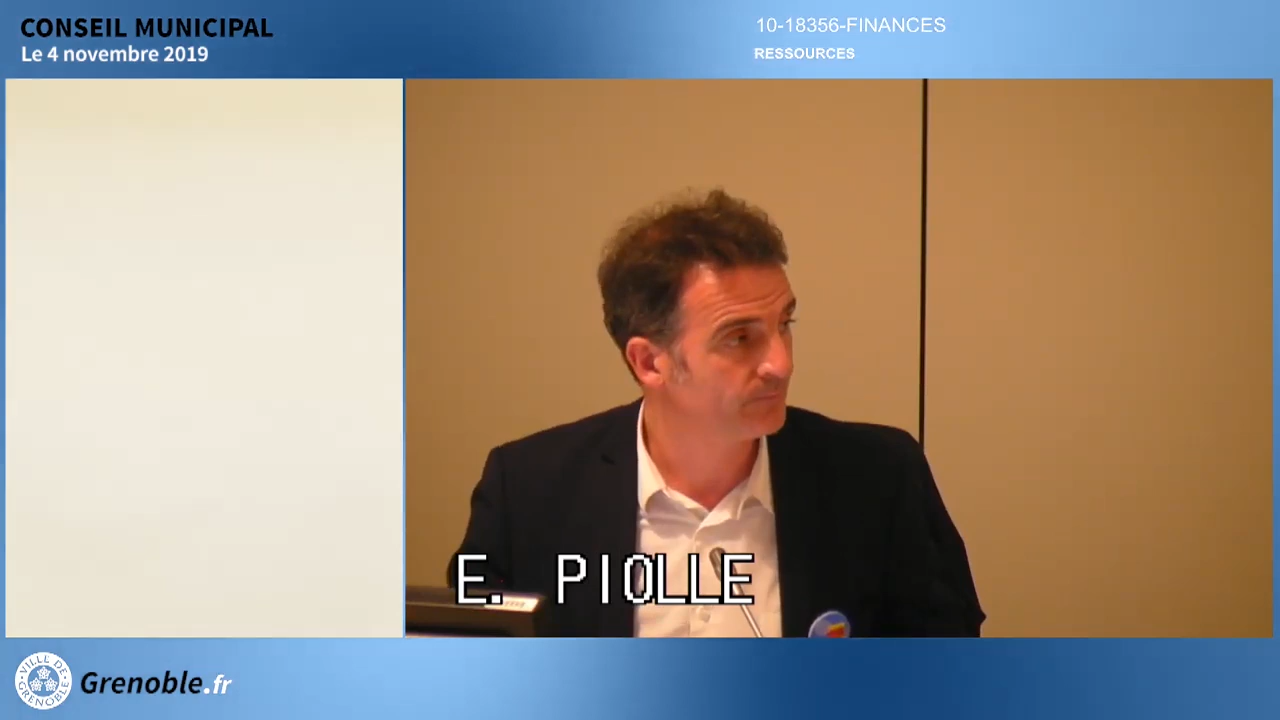 CONSEIL MUNICIPAL
Le 4 novembre 2019
10-18356-FINANCES
RESSOURCES
E. PIOLLE
VILLE DE GRENOBLE
Grenoble.fr